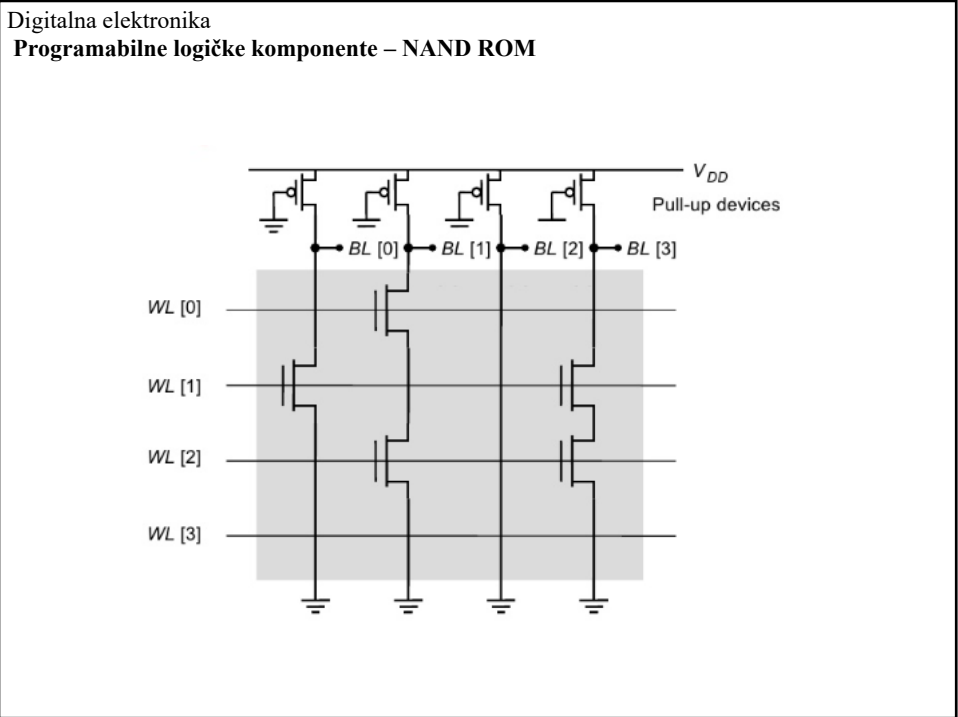 Digitalna elektronika
Programabilne logičke komponente – NAND ROM
V_DD
Pull-up devices
BL [0] BL [1] BL [2] BL [3]
WL [0]
WL [1]
WL [2]
WL [3]